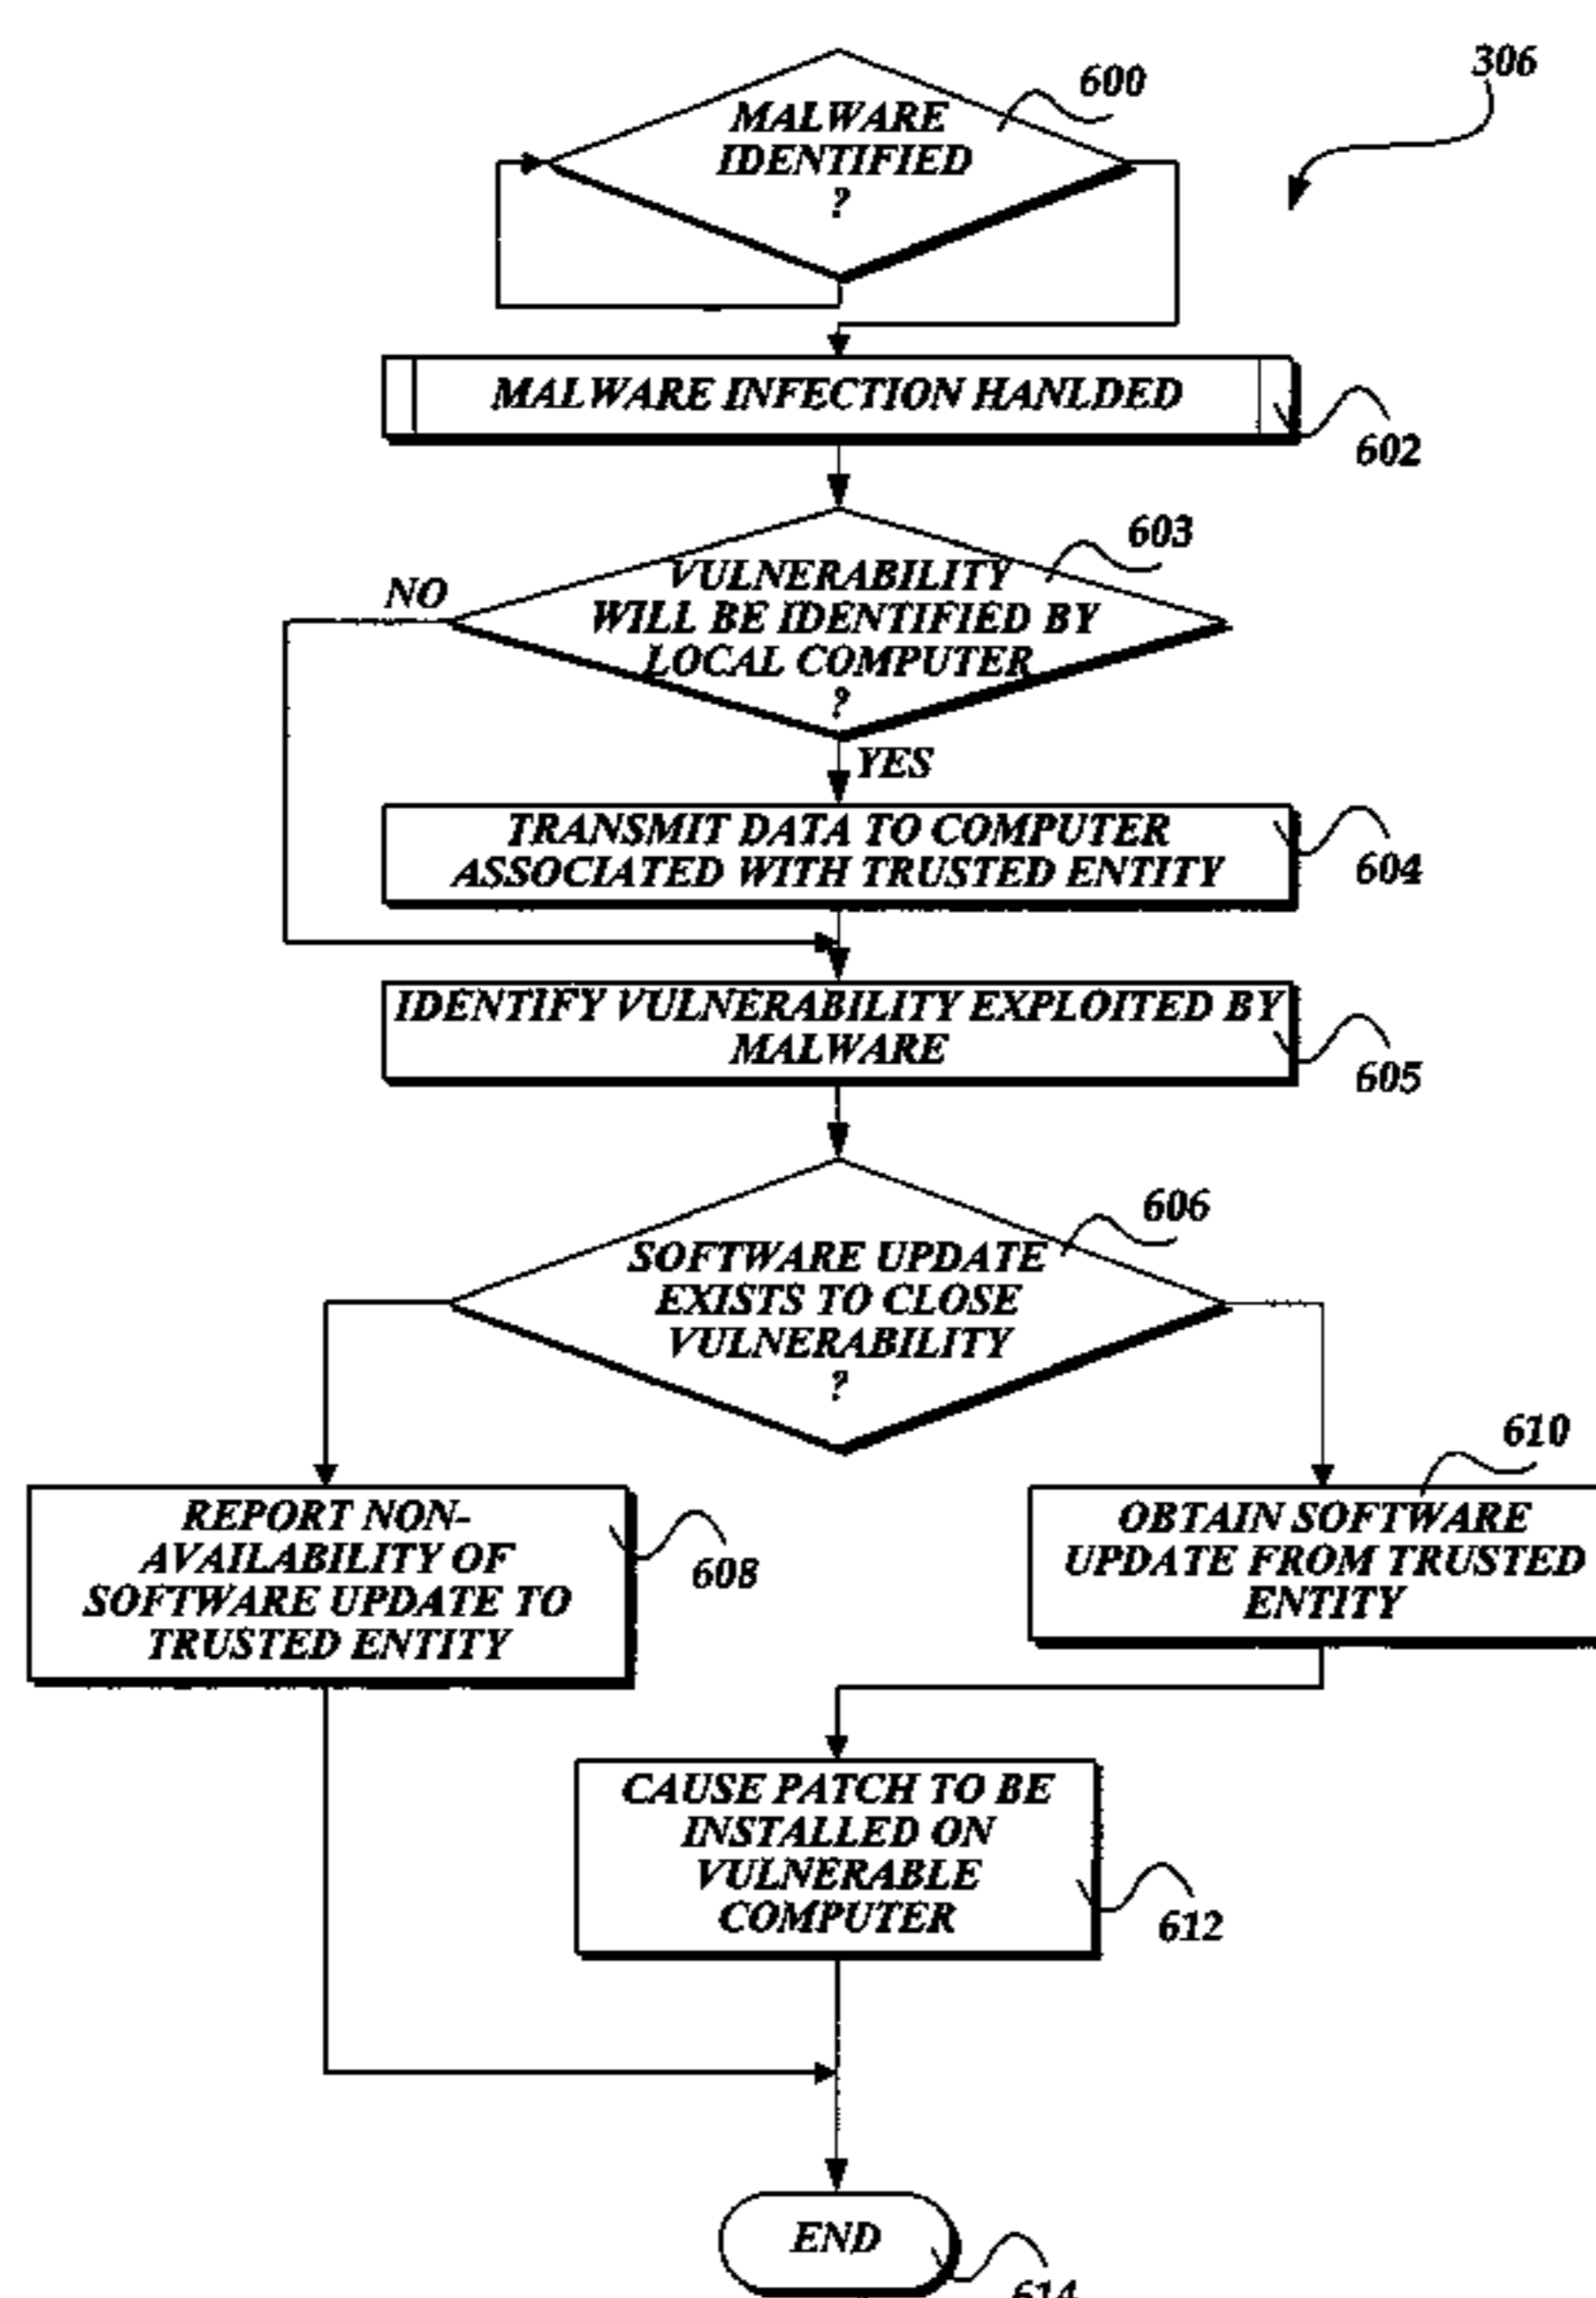 306
600
MALWARE
IDENTIFIED
?
MALWARE INFECTION HANLDED
602
603
VULNERABILITY
WILL BE IDENTIFIED BY
LOCAL COMPUTER
?
NO
YES
TRANSMIT DATA TO COMPUTER
ASSOCIATED WITH TRUSTED ENTITY
604
IDENTIFY VULNERABILITY EXPLOITED BY
MALWARE
605
606
SOFTWARE UPDATE
EXISTS TO CLOSE
VULNERABILITY
?
REPORT NON-
AVAILABILITY OF
SOFTWARE UPDATE TO
TRUSTED ENTITY
608
610
OBTAIN SOFTWARE
UPDATE FROM TRUSTED
ENTITY
CAUSE PATCH TO BE
INSTALLED ON
VULNERABLE
COMPUTER
612
END
614